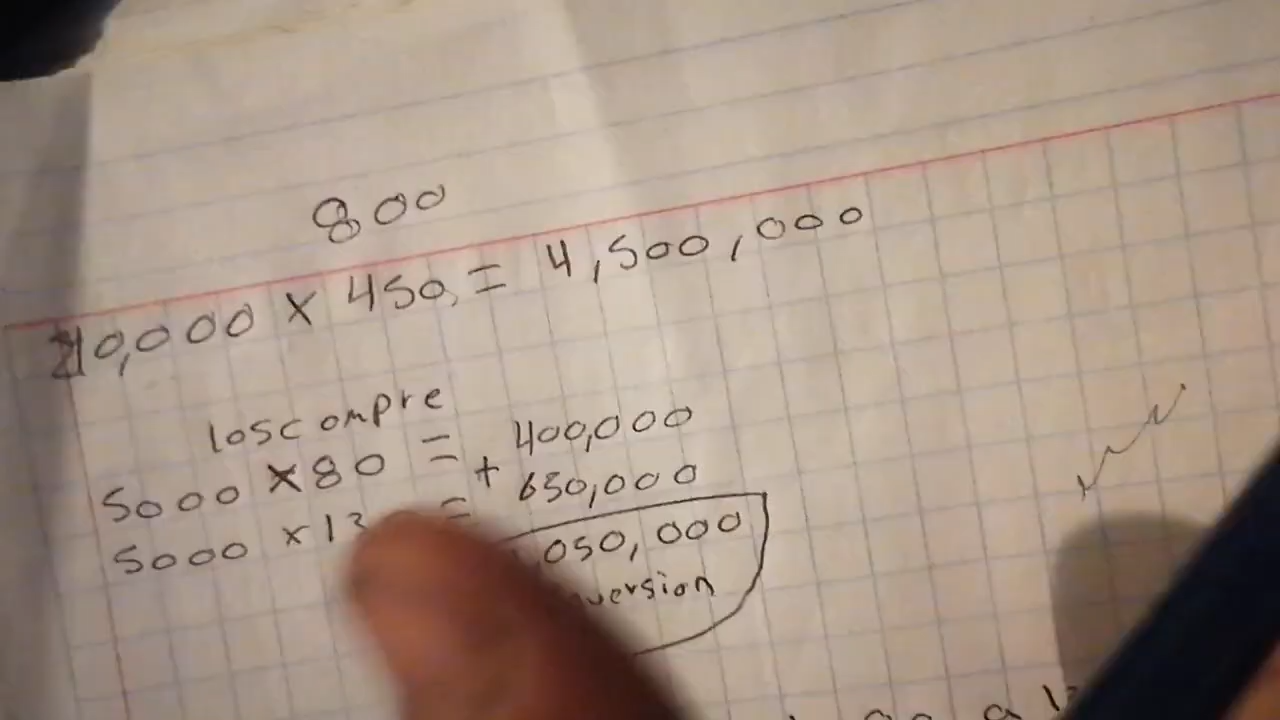 800
10,000 x 450 = 4,500,000
los compre
5000 x 80 = + 400,000
5000 x 13 = 650,000
,050,000
version
a